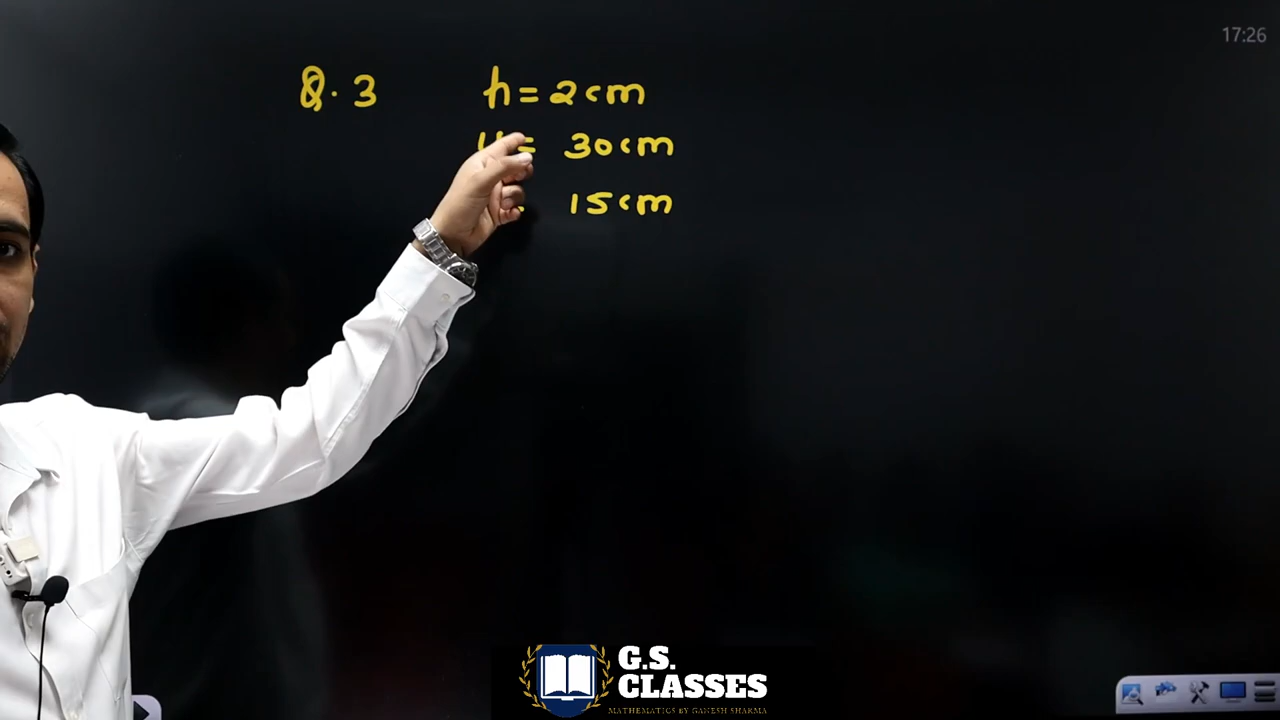 17:26
Q. 3 h = 2cm
u = 30cm
15cm
G.S.
CLASSES
MATHEMATICS BY GANESH SHARMA